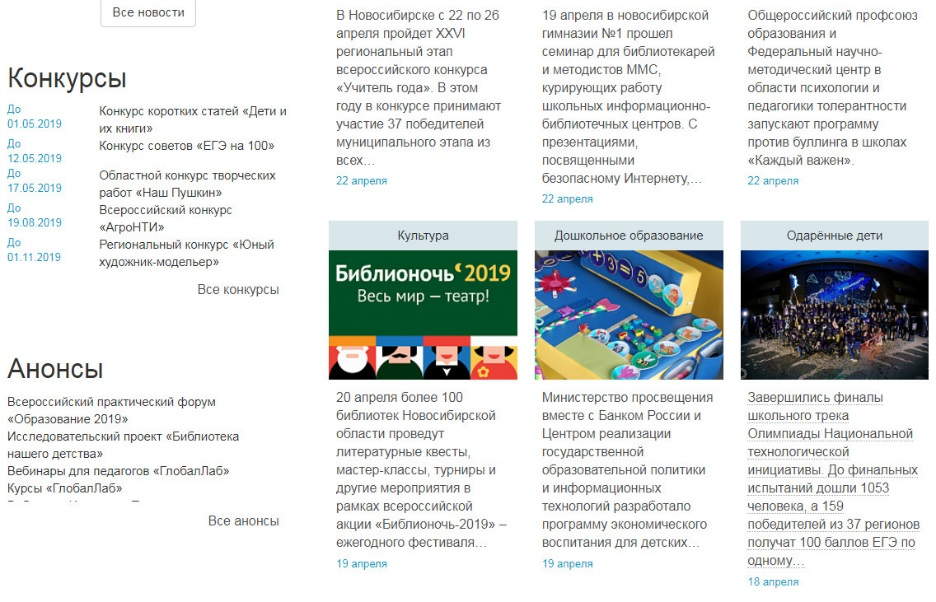 Все новости
Конкурсы
До
01.05.2019
Конкурс коротких статей «Дети и
их книги»
До
12.05.2019
Конкурс советов «ЕГЭ на 100»
До
17.05.2019
Областной конкурс творческих
работ «Наш Пушкин»
До
19.08.2019
Всероссийский конкурс
«АгроНТИ»
До
01.11.2019
Региональный конкурс «Юный
художник-модельер»
Все конкурсы
Анонсы
Всероссийский практический форум
«Образование 2019»
Исследовательский проект «Библиотека
нашего детства»
Вебинары для педагогов «ГлобалЛаб»
Курсы «ГлобалЛаб»
Все анонсы
В Новосибирске с 22 по 26
апреля пройдет XXVI
региональный этап
всероссийского конкурса
«Учитель года». В этом
году в конкурсе принимают
участие 37 победителей
муниципального этапа из
всех…
22 апреля
19 апреля в новосибирской
гимназии №1 прошел
семинар для библиотекарей
и методистов ММС,
курирующих работу
школьных информационно-
библиотечных центров. С
презентациями,
посвященными
безопасному Интернету,…
22 апреля
Общероссийский профсоюз
образования и
Федеральный научно-
методический центр в
области психологии и
педагогики толерантности
запускают программу
против буллинга в школах
«Каждый важен».
22 апреля
Культура
Библионочь 2019
Весь мир – театр!
20 апреля более 100
библиотек Новосибирской
области проведут
литературные квесты,
мастер-классы, турниры и
другие мероприятия в
рамках всероссийской
акции «Библионочь-2019» –
ежегодного фестиваля…
19 апреля
Дошкольное образование
+3=5
Министерство просвещения
вместе с Банком России и
Центром реализации
государственной
образовательной политики
и информационных
технологий разработало
программу экономического
воспитания для детских…
19 апреля
Одарённые дети
Завершились финалы
школьного трека
Олимпиады Национальной
технологической
инициативы. До финальных
испытаний дошли 1053
человека, а 159
победителей из 37 регионов
получат 100 баллов ЕГЭ по
одному…
18 апреля